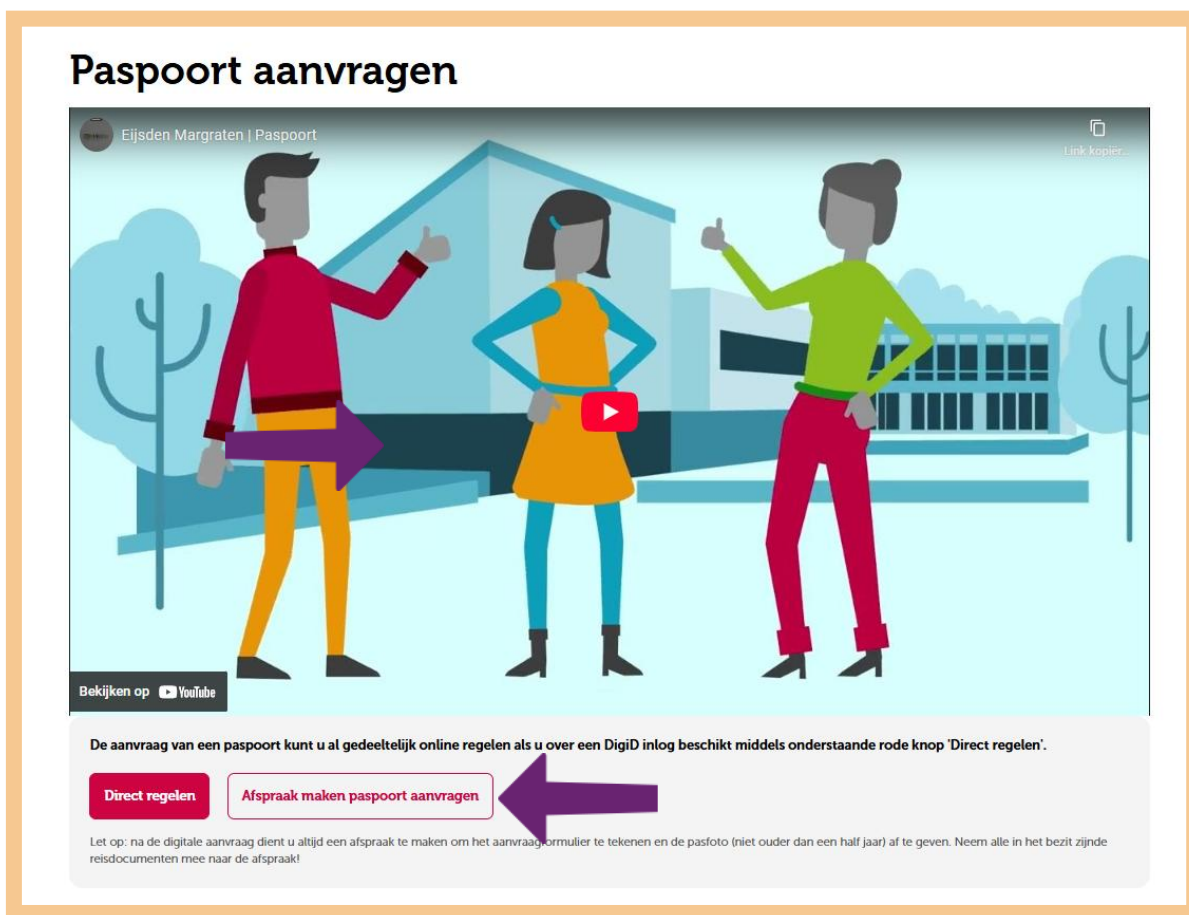 Paspoort aanvragen
Eijsden Margraten | Paspoort
Link kopiër...
Bekijken op YouTube
De aanvraag van een paspoort kunt u al gedeeltelijk online regelen als u over een DigiD inlog beschikt middels onderstaande rode knop 'Direct regelen'.
Direct regelen
Afspraak maken paspoort aanvragen
Let op: na de digitale aanvraag dient u altijd een afspraak te maken om het aanvraagformulier te tekenen en de pasfoto (niet ouder dan een half jaar) af te geven. Neem alle in het bezit zijnde
reisdocumenten mee naar de afspraak!